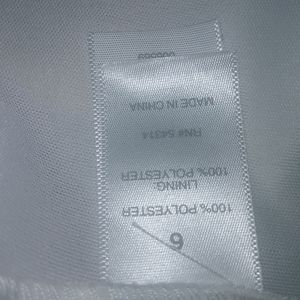 6
100% POLYESTER
LINING:
100% POLYESTER
RN# 54314
MADE IN CHINA